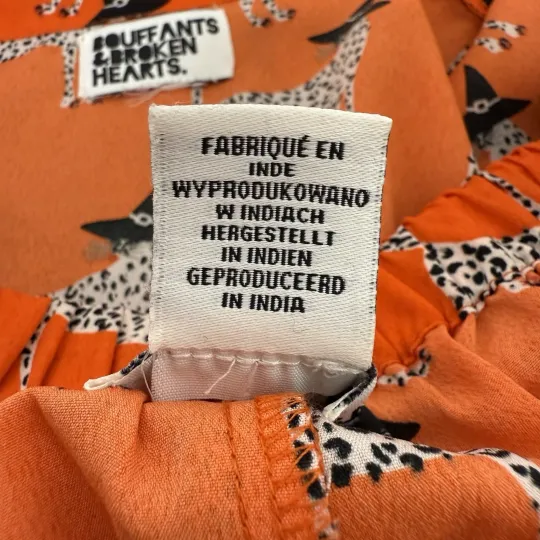 BOUFFANTS
&BROKEN
HEARTS.
FABRIQUÉ EN
INDE
WYPRODUKOWANO
W INDIACH
HERGESTELLT
IN INDIEN
GEPRODUCEERD
IN INDIA